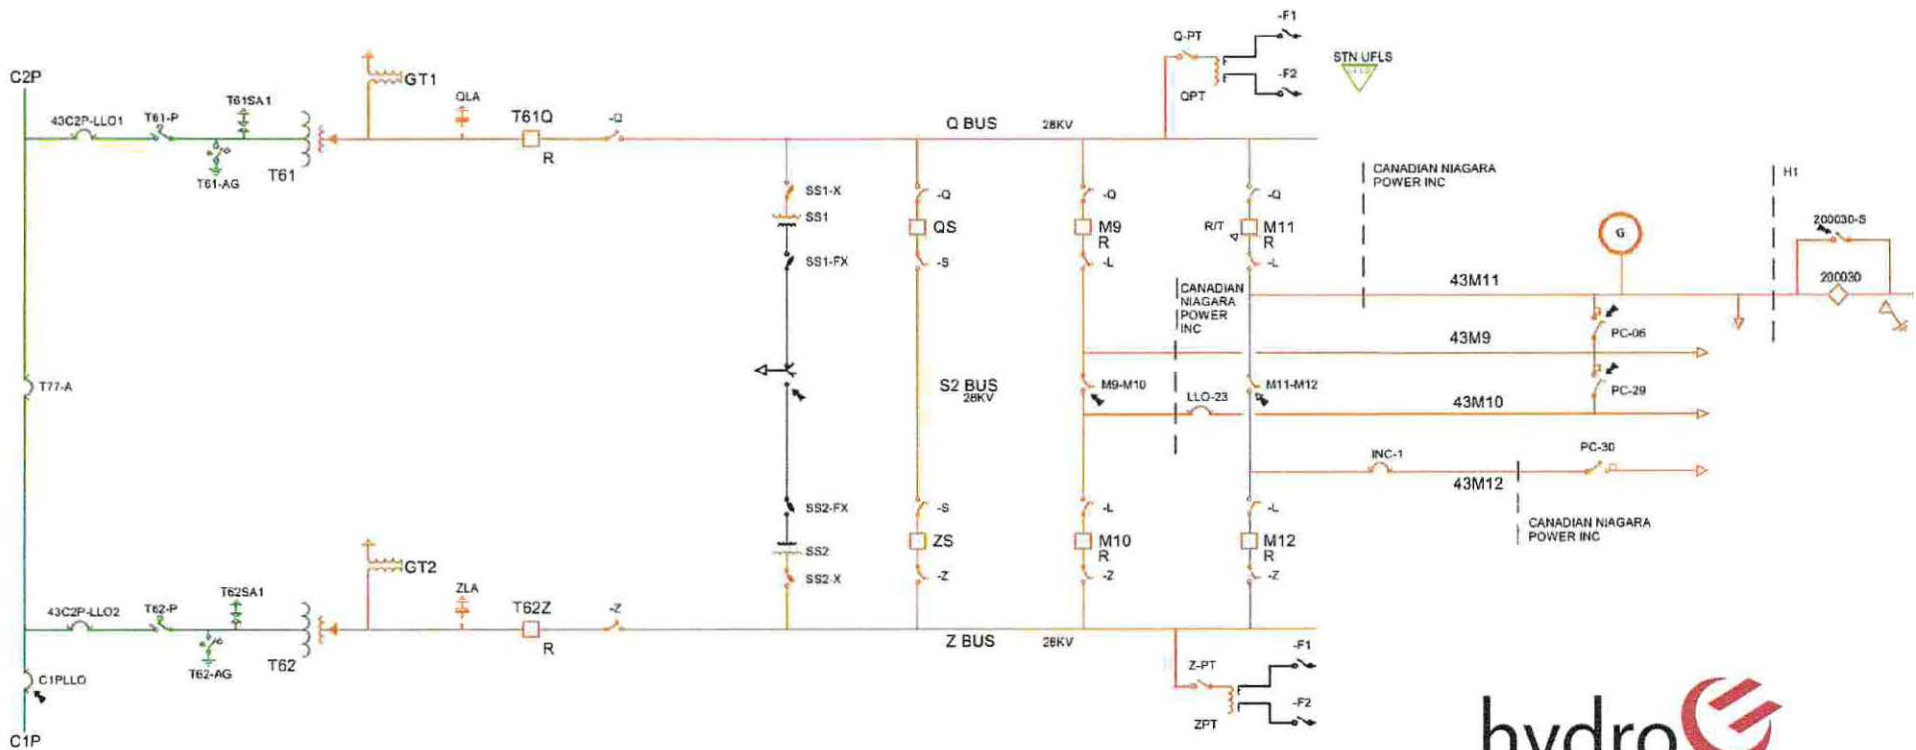 C2P
43C2P-LLO1
T61-P
T61SA1
T61-AG
T61
GT1
QLA
T61Q
R
-Q
Q BUS 28KV
Q-PT
QPT
-F1
-F2
STN UFLS
SS1-X
SS1
SS1-FX
-Q
QS
-S
-Q
M9
R
-L
-Q
R/T
M11
R
-L
CANADIAN NIAGARA
POWER INC
H1
G
200030-S
200030
43M11
CANADIAN
NIAGARA
POWER
INC
43M9
PC-06
T77-A
S2 BUS
28KV
M9-M10
LLO-23
M11-M12
43M10
PC-29
INC-1
PC-30
43M12
CANADIAN NIAGARA
POWER INC
SS2-FX
SS2
SS2-X
-S
ZS
-Z
-L
M10
R
-Z
-L
M12
R
-Z
43C2P-LLO2
T62-P
T62SA1
T62-AG
T62
GT2
ZLA
T62Z
R
-Z
Z BUS 28KV
Z-PT
ZPT
-F1
-F2
C1PLLO
C1P
hydro